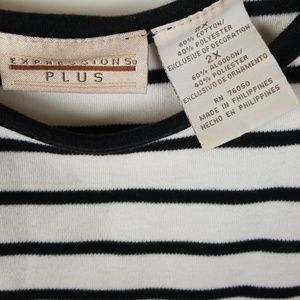 EXPRESSIONS
PLUS
2X
60% COTTON/
40% POLYESTER
EXCLUSIVE OF DECORATION
2X
60% ALGODON/
40% POLIESTER
EXCLUSIVO DE ORNAMENTO
RN 76050
MADE IN PHILIPPINES
HECHO EN PHILIPPINES